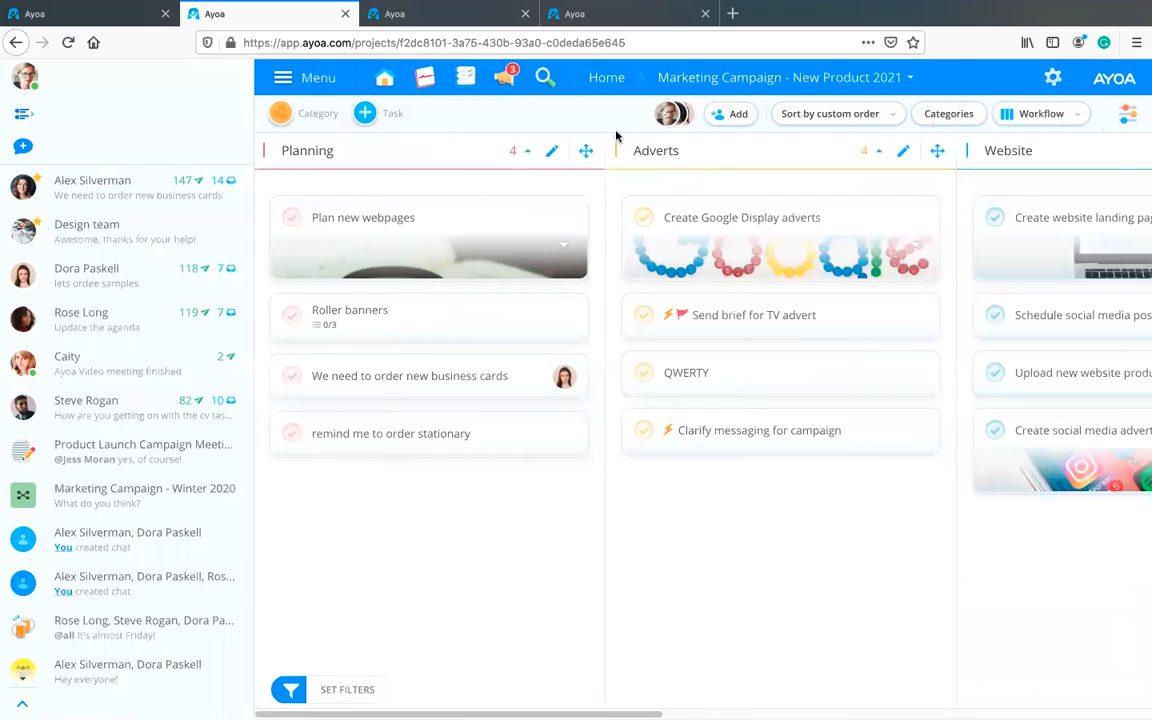 Ayoa
Ayoa
Ayoa
Ayoa
https://app.ayoa.com/projects/f2dc8101-3a75-430b-93a0-c0deda65e645
Menu
3
Home
Marketing Campaign - New Product 2021
AYOA
Category
Task
Add
Sort by custom order
Categories
Workflow
Alex Silverman 147 14
We need to order new business cards
Design team
Awesome, thanks for your help!
Dora Paskell 118 7
lets ordee samples
Rose Long 119 7
Update the agenda
Caity 2
Ayoa Video meeting finished
Steve Rogan 82 10
How are you getting on with the cv tas...
Product Launch Campaign Meeti...
@Jess Moran yes, of course!
Marketing Campaign - Winter 2020
What do you think?
Alex Silverman, Dora Paskell
You created chat
Alex Silverman, Dora Paskell, Ros...
You created chat
Rose Long, Steve Rogan, Dora Pa...
@all It's almost Friday!
Alex Silverman, Dora Paskell
Hey everyone!
Planning 4
Plan new webpages
Roller banners
0/3
We need to order new business cards
remind me to order stationary
Adverts 4
Create Google Display adverts
Send brief for TV advert
QWERTY
Clarify messaging for campaign
Website
Create website landing pa
Schedule social media pos
Upload new website produ
Create social media advert
SET FILTERS